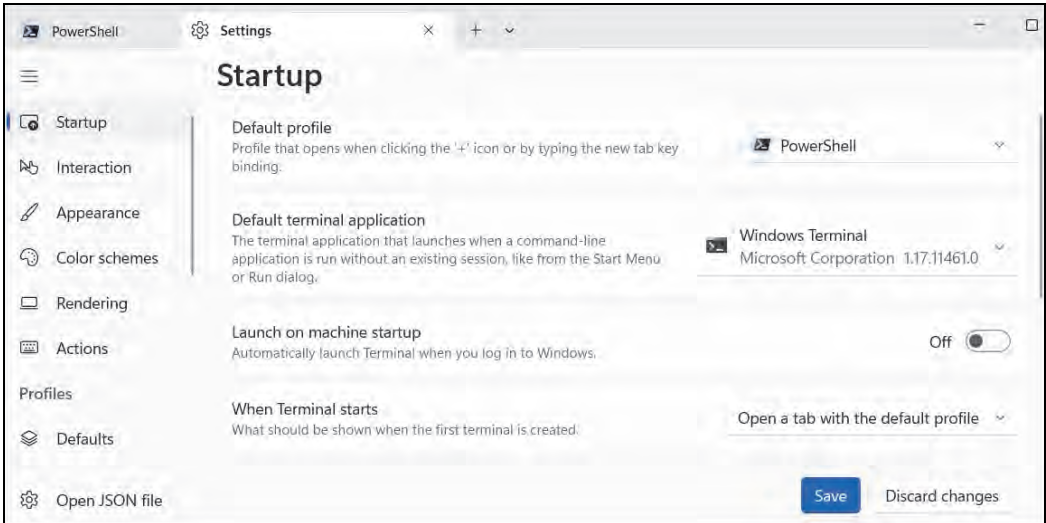 PowerShell
Settings
Startup
Startup
Interaction
Appearance
Color schemes
Rendering
Actions
Profiles
Defaults
Open JSON file
Default profile
Profile that opens when clicking the '+' icon or by typing the new tab key
binding.
PowerShell
Default terminal application
The terminal application that launches when a command-line
application is run without an existing session, like from the Start Menu
or Run dialog.
Windows Terminal
Microsoft Corporation 1.17.11461.0
Launch on machine startup
Automatically launch Terminal when you log in to Windows.
Off
When Terminal starts
What should be shown when the first terminal is created.
Open a tab with the default profile
Save
Discard changes